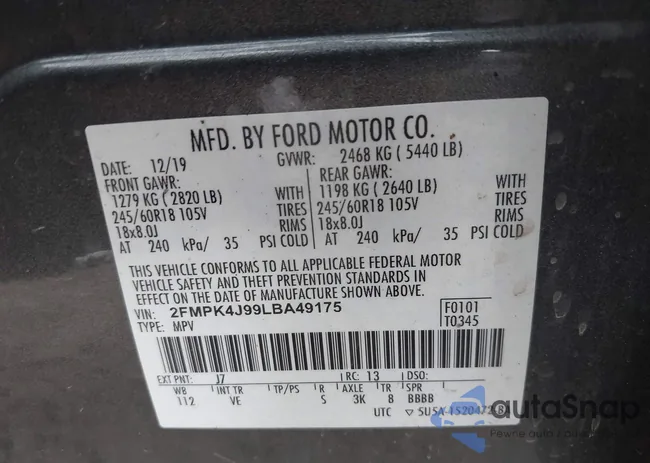 MFD. BY FORD MOTOR CO.
DATE: 12/19 GVWR: 2468 KG ( 5440 LB)
FRONT GAWR: REAR GAWR:
1279 KG ( 2820 LB) WITH 1198 KG ( 2640 LB) WITH
245/60R18 105V TIRES 245/60R18 105V TIRES
18x8.0J RIMS 18x8.0J RIMS
AT 240 kPa/ 35 PSI COLD AT 240 kPa/ 35 PSI COLD
THIS VEHICLE CONFORMS TO ALL APPLICABLE FEDERAL MOTOR
VEHICLE SAFETY AND THEFT PREVENTION STANDARDS IN
EFFECT ON THE DATE OF MANUFACTURE SHOWN ABOVE.
VIN: 2FMPK4J99LBA49175 F0101
TYPE: MPV T0345
EXT PNT: J7 RC: 13 DSO:
WB INT TR TP/PS R AXLE TR SPR
112 VE S 3K 8 BBBB
UTC
autaSnap
Pewne auta z